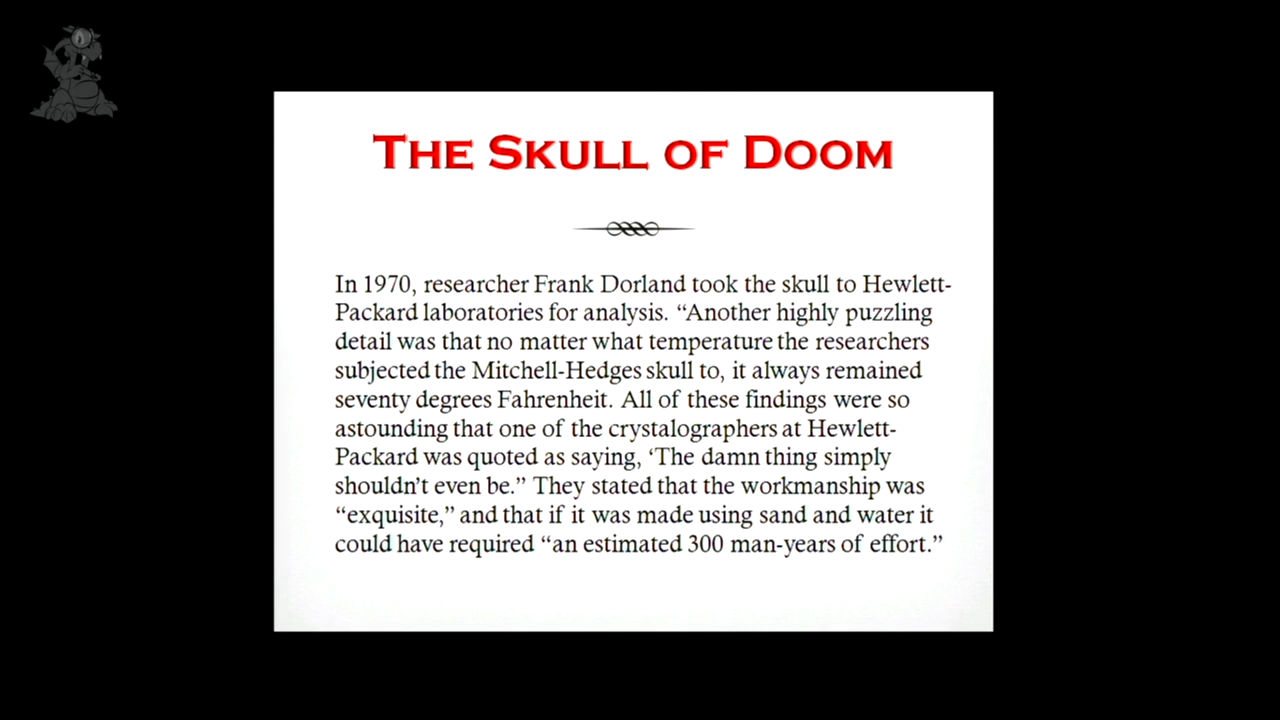 THE SKULL OF DOOM
In 1970, researcher Frank Dorland took the skull to Hewlett-
Packard laboratories for analysis. “Another highly puzzling
detail was that no matter what temperature the researchers
subjected the Mitchell-Hedges skull to, it always remained
seventy degrees Fahrenheit. All of these findings were so
astounding that one of the crystalographers at Hewlett-
Packard was quoted as saying, ‘The damn thing simply
shouldn’t even be.” They stated that the workmanship was
“exquisite,” and that if it was made using sand and water it
could have required “an estimated 300 man-years of effort.”